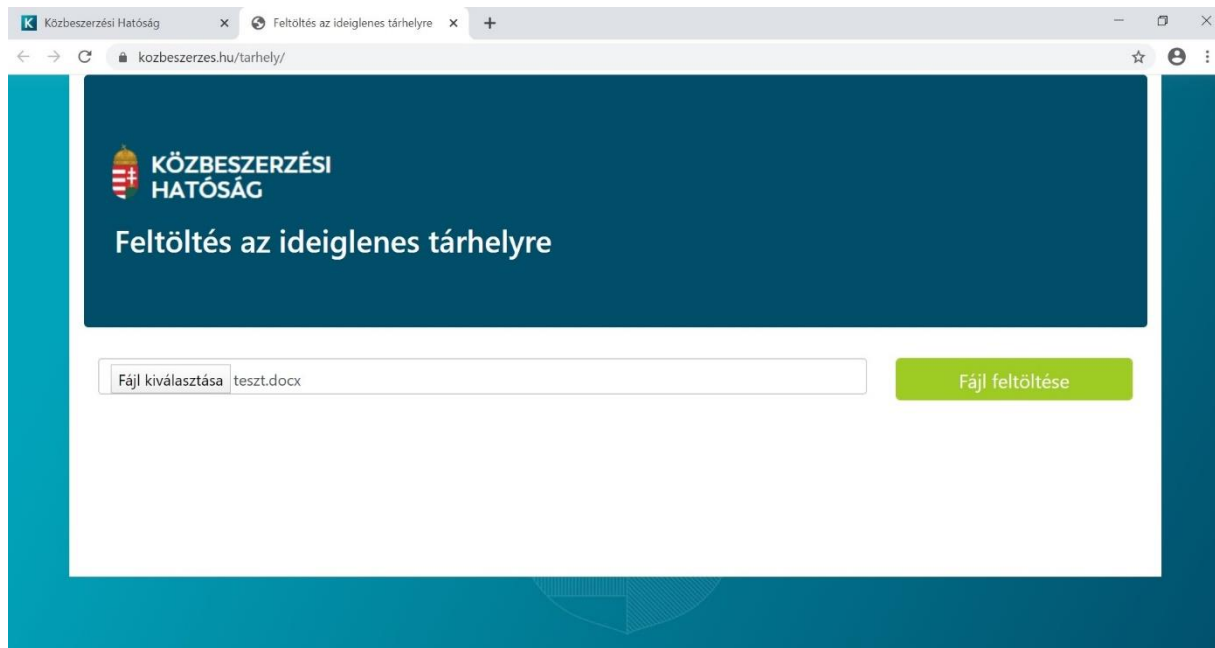 Közbeszerzési Hatóság
Feltöltés az ideiglenes tárhelyre
kozbeszerzes.hu/tarhely/
KÖZBESZERZÉSI
HATÓSÁG
Feltöltés az ideiglenes tárhelyre
Fájl kiválasztása teszt.docx
Fájl feltöltése